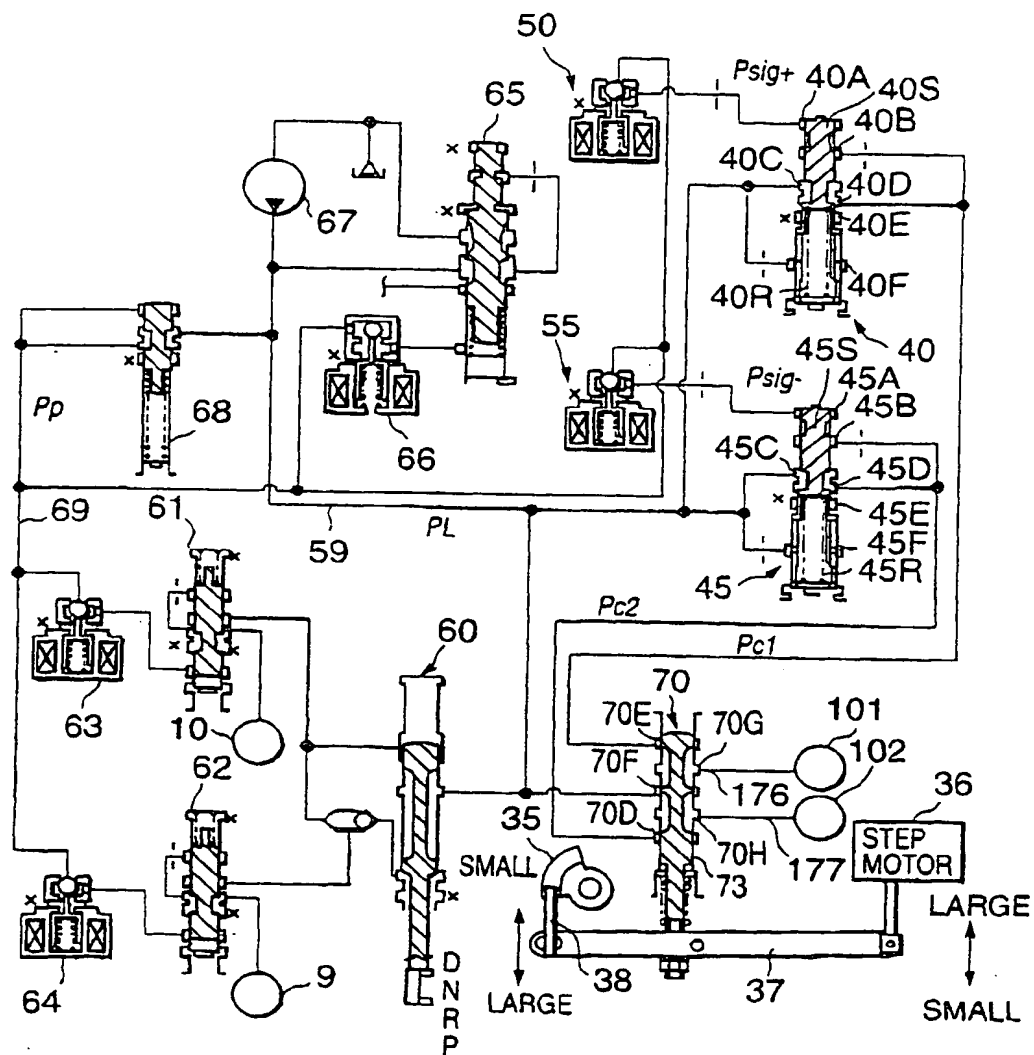 50
Psig+
40A
40S
40B
65
40C
40D
40E
67
40R
40F
40
55
45S
45A
45B
Psig-
Pp
68
66
45C
45D
45E
45F
45R
45
69
61
59
PL
Pc2
Pc1
60
63
10
62
70
70E
70G
101
102
70F
176
36
35
70D
70H
177
STEP
MOTOR
SMALL
73
LARGE
38
37
LARGE
SMALL
64
9
D
N
R
P